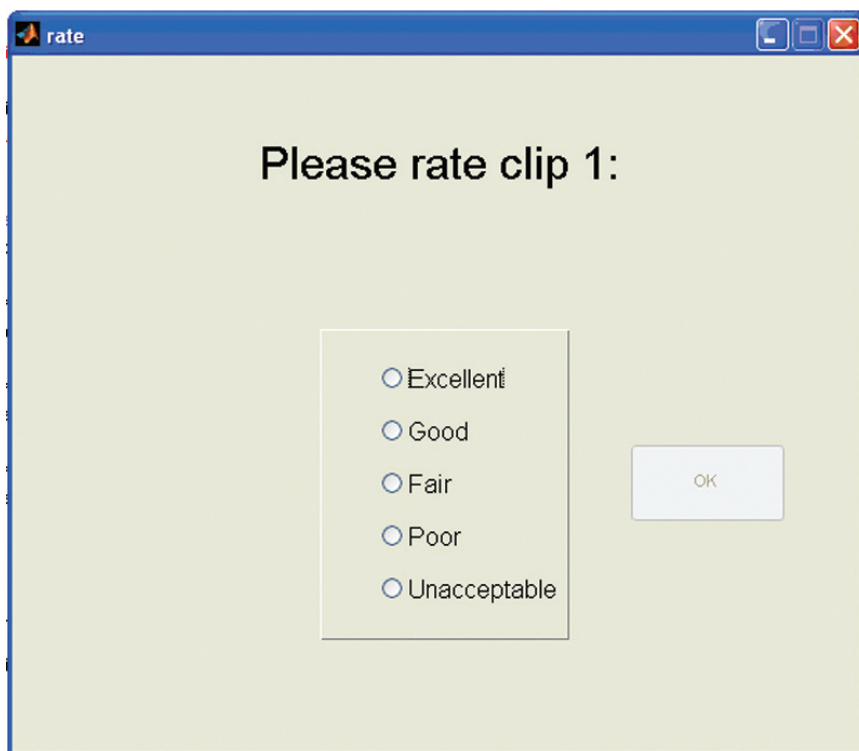 rate
Please rate clip 1:
Excellent
Good
Fair
Poor
Unacceptable
OK